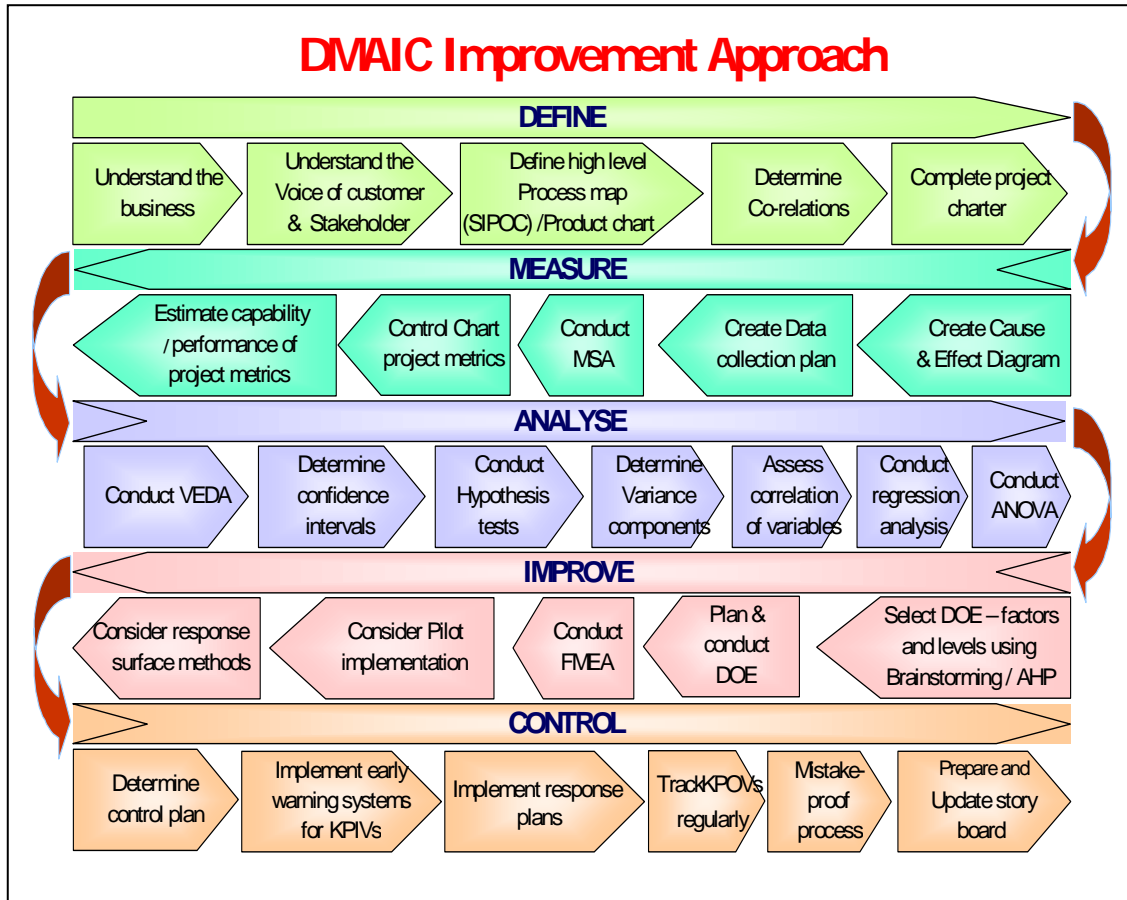 DMAIC Improvement Approach
DEFINE
Understand the
business
Understand the
Voice of customer
& Stakeholder
Define high level
Process map
(SIPOC) /Product chart
Determine
Co-relations
Complete project
charter
MEASURE
Estimate capability
/ performance of
project metrics
Control Chart
project metrics
Conduct
MSA
Create Data
collection plan
Create Cause
& Effect Diagram
ANALYSE
Conduct VEDA
Determine
confidence
intervals
Conduct
Hypothesis
tests
Determine
Variance
components
Assess
correlation
of variables
Conduct
regression
analysis
Conduct
ANOVA
IMPROVE
Consider response
surface methods
Consider Pilot
implementation
Conduct
FMEA
Plan &
conduct
DOE
Select DOE – factors
and levels using
Brainstorming / AHP
CONTROL
Determine
control plan
Implement early
warning systems
for KPIVs
Implement response
plans
TrackKPOVs
regularly
Mistake-
proof
process
Prepare and
Update story
board